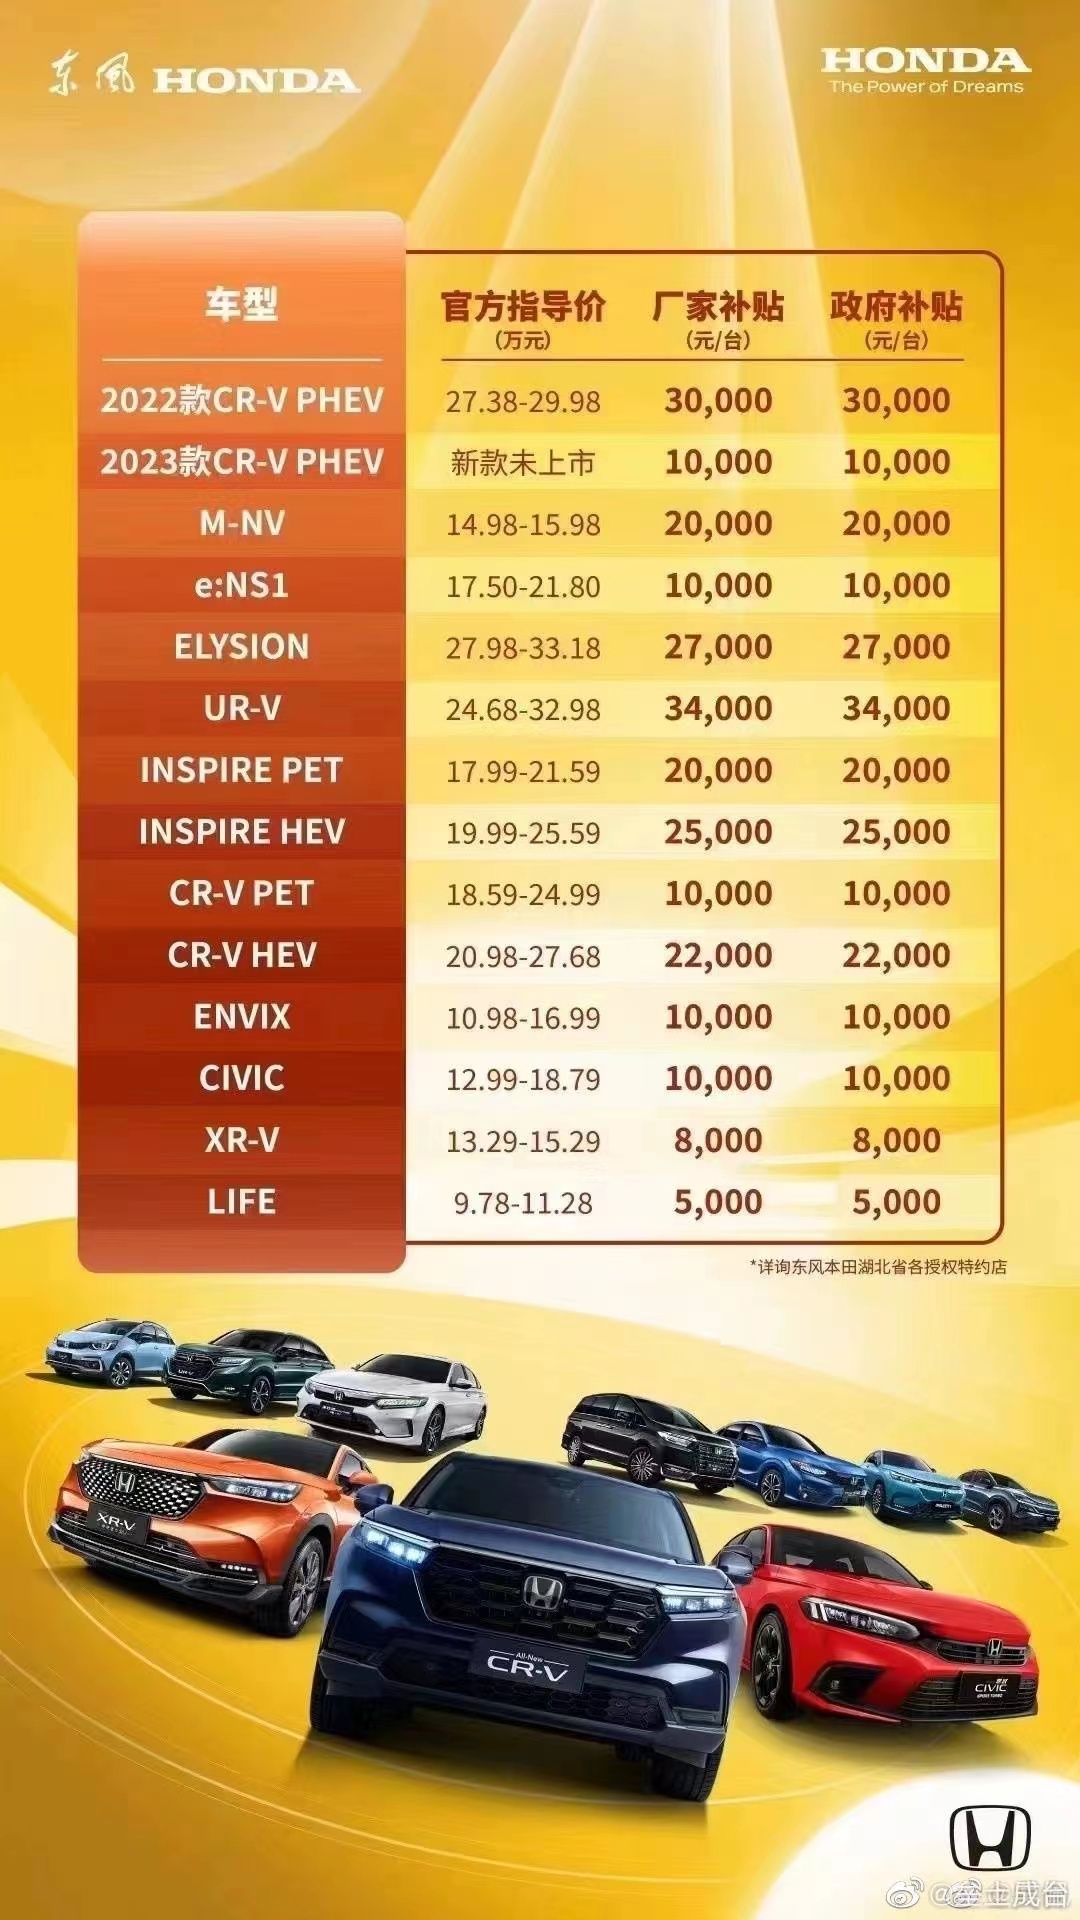 东风 HONDA
HONDA
The Power of Dreams
车型 官方指导价 厂家补贴 政府补贴
(万元) (元/台) (元/台)
2022款CR-V PHEV 27.38-29.98 30,000 30,000
2023款CR-V PHEV 新款未上市 10,000 10,000
M-NV 14.98-15.98 20,000 20,000
e:NS1 17.50-21.80 10,000 10,000
ELYSION 27.98-33.18 27,000 27,000
UR-V 24.68-32.98 34,000 34,000
INSPIRE PET 17.99-21.59 20,000 20,000
INSPIRE HEV 19.99-25.59 25,000 25,000
CR-V PET 18.59-24.99 10,000 10,000
CR-V HEV 20.98-27.68 22,000 22,000
ENVIX 10.98-16.99 10,000 10,000
CIVIC 12.99-18.79 10,000 10,000
XR-V 13.29-15.29 8,000 8,000
LIFE 9.78-11.28 5,000 5,000
*详询东风本田湖北省各授权特约店
UR-V
XR-V
All-New
CR-V
CIVIC